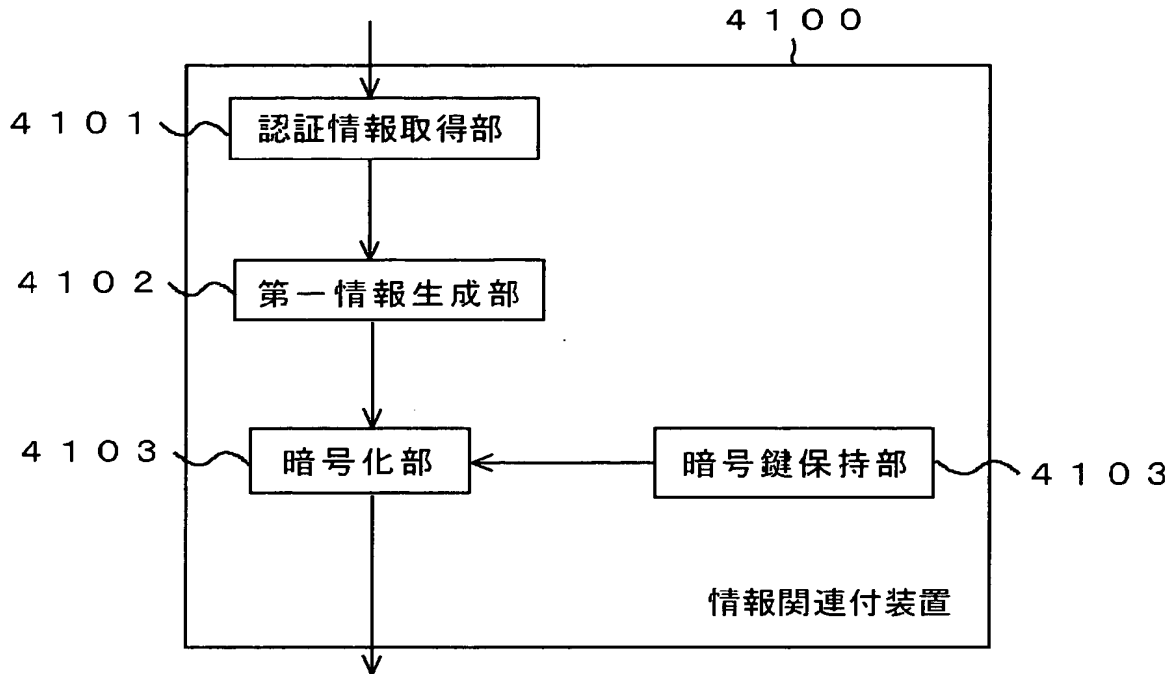 ４１００
４１０１
認証情報取得部
４１０２
第一情報生成部
４１０３
暗号化部
暗号鍵保持部
４１０３
情報関連付装置